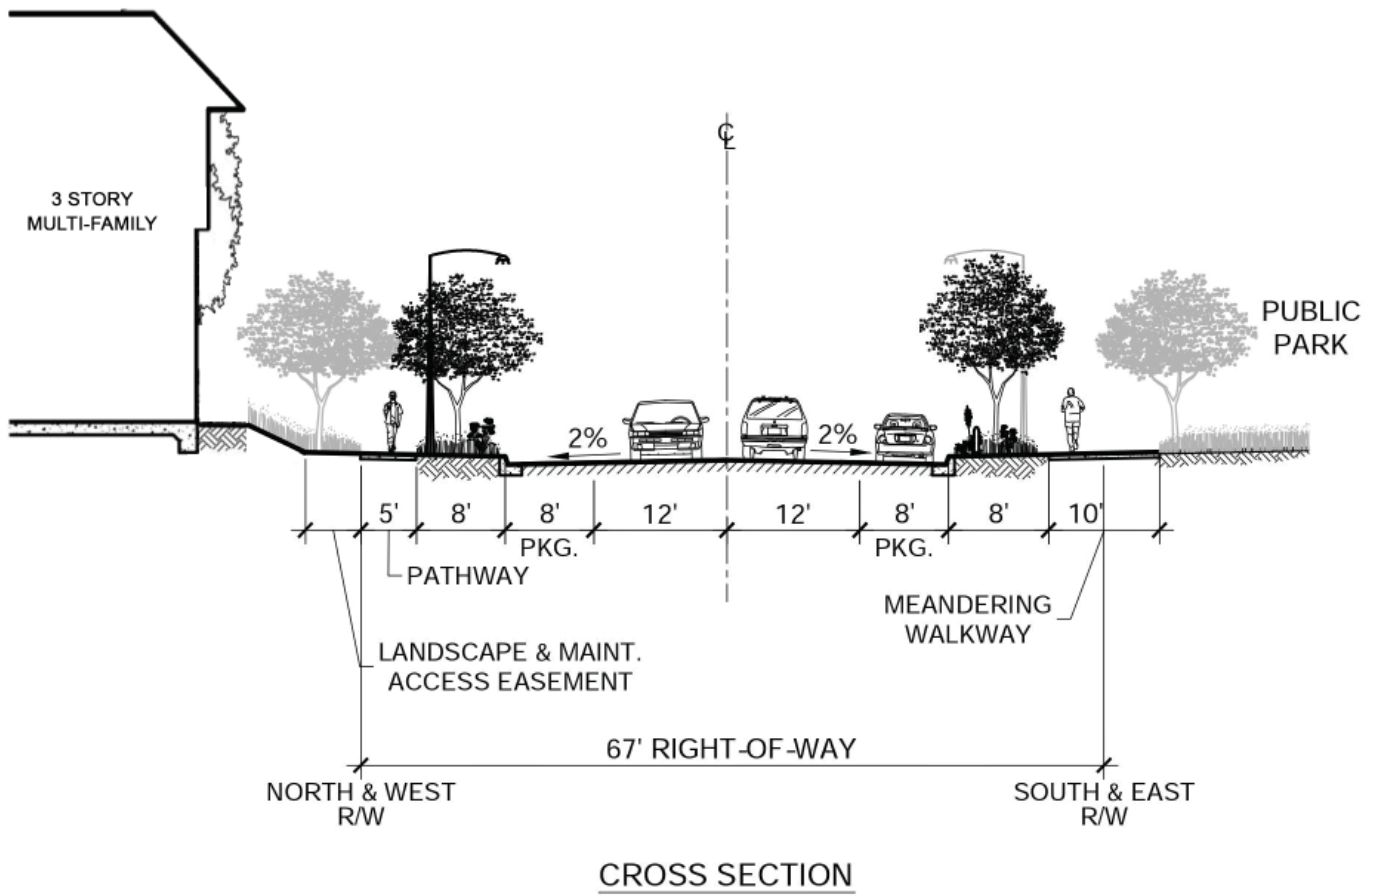 ℄
3 STORY
MULTI-FAMILY
PUBLIC
PARK
2%
2%
5'
8'
8'
12'
12'
8'
8'
10'
PKG.
PKG.
PATHWAY
MEANDERING
WALKWAY
LANDSCAPE & MAINT.
ACCESS EASEMENT
67' RIGHT-OF-WAY
NORTH & WEST
R/W
SOUTH & EAST
R/W
CROSS SECTION